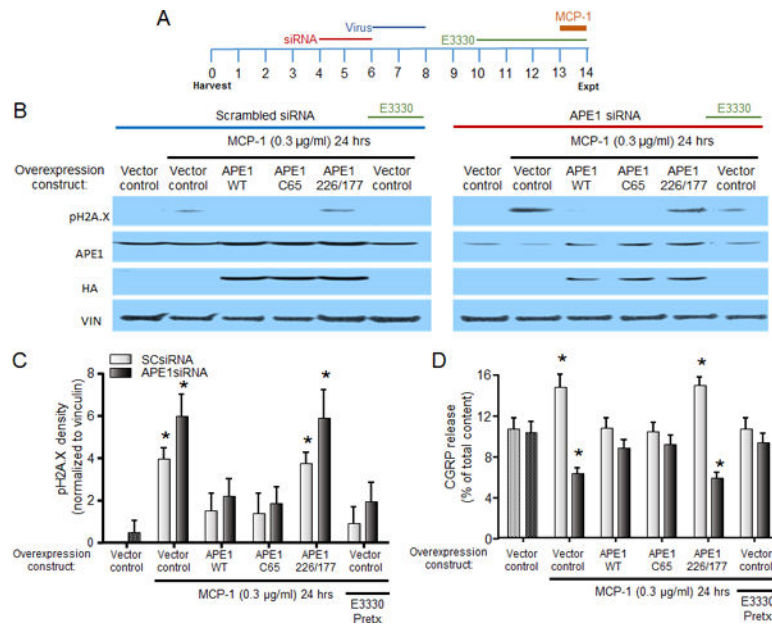 A
MCP-1
Virus
siRNA
E3330
0 1 2 3 4 5 6 7 8 9 10 11 12 13 14
Harvest
Expt
B
E3330
E3330
Scrambled siRNA
APE1 siRNA
MCP-1 (0.3 µg/ml) 24 hrs
MCP-1 (0.3 µg/ml) 24 hrs
Overexpression construct:
Vector control
Vector control
APE1 WT
APE1 C65
APE1 226/177
Vector control
Vector control
Vector control
APE1 WT
APE1 C65
APE1 226/177
Vector control
pH2A.X
APE1
HA
VIN
C
SCsiRNA
APE1siRNA
pH2A.X density
(normalized to vinculin)
8
6
4
2
0
* * * *
Overexpression construct:
Vector control
Vector control
APE1 WT
APE1 C65
APE1 226/177
Vector control
MCP-1 (0.3 µg/ml) 24 hrs
E3330
Pretx
D
CGRP release
(% of total content)
16
12
8
4
0
* * * *
Overexpression construct:
Vector control
Vector control
APE1 WT
APE1 C65
APE1 226/177
Vector control
MCP-1 (0.3 µg/ml) 24 hrs
E3330
Pretx